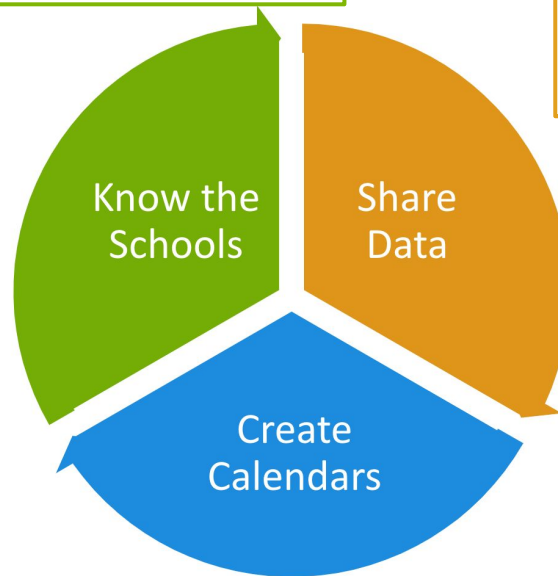 Know the
Schools
Share
Data
Create
Calendars